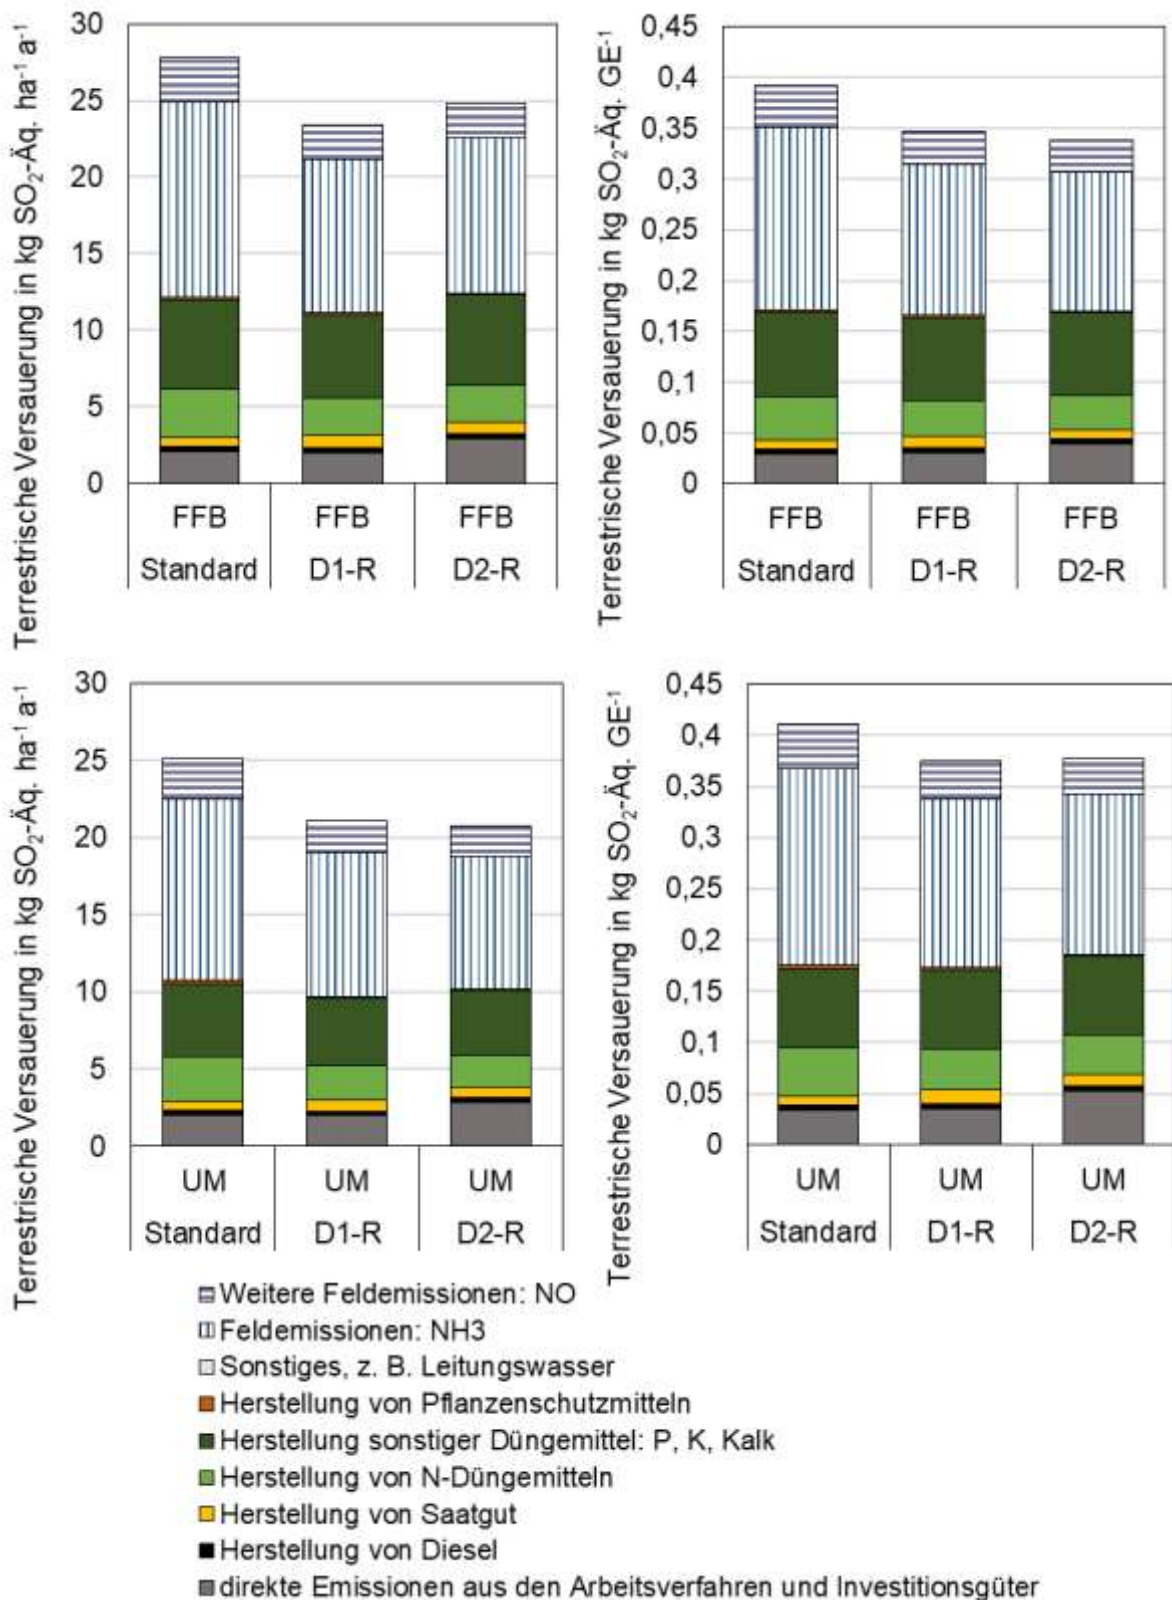 Terrestrische Versauerung in kg SO₂-Äq. ha⁻¹ a⁻¹
30
25
20
15
10
5
0
FFB FFB FFB
Standard D1-R D2-R
Terrestrische Versauerung in kg SO₂-Äq. GE⁻¹
0,45
0,4
0,35
0,3
0,25
0,2
0,15
0,1
0,05
0
FFB FFB FFB
Standard D1-R D2-R
Terrestrische Versauerung in kg SO₂-Äq. ha⁻¹ a⁻¹
30
25
20
15
10
5
0
UM UM UM
Standard D1-R D2-R
Terrestrische Versauerung in kg SO₂-Äq. GE⁻¹
0,45
0,4
0,35
0,3
0,25
0,2
0,15
0,1
0,05
0
UM UM UM
Standard D1-R D2-R
Weitere Feldemissionen: NO
Feldemissionen: NH3
Sonstiges, z. B. Leitungswasser
Herstellung von Pflanzenschutzmitteln
Herstellung sonstiger Düngemittel: P, K, Kalk
Herstellung von N-Düngemitteln
Herstellung von Saatgut
Herstellung von Diesel
direkte Emissionen aus den Arbeitsverfahren und Investitionsgüter